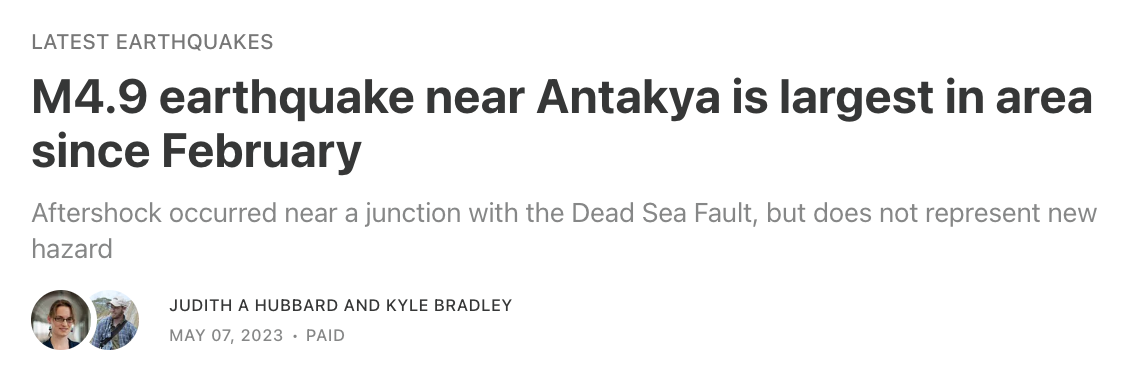 LATEST EARTHQUAKES
M4.9 earthquake near Antakya is largest in area
since February
Aftershock occurred near a junction with the Dead Sea Fault, but does not represent new
hazard
JUDITH A HUBBARD AND KYLE BRADLEY
MAY 07, 2023 • PAID